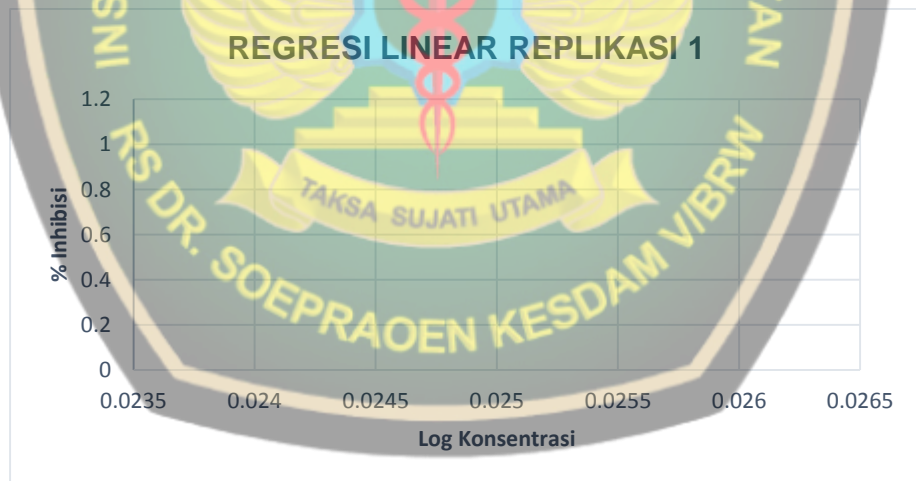 REGRESI LINEAR REPLIKASI 1
% Inhibisi
1.2
1
0.8
0.6
0.4
0.2
0
0.0235 0.024 0.0245 0.025 0.0255 0.026 0.0265
Log Konsentrasi
TAKSA SUJATI UTAMA
RS DR. SOEPRAOEN KESDAM V/BRW